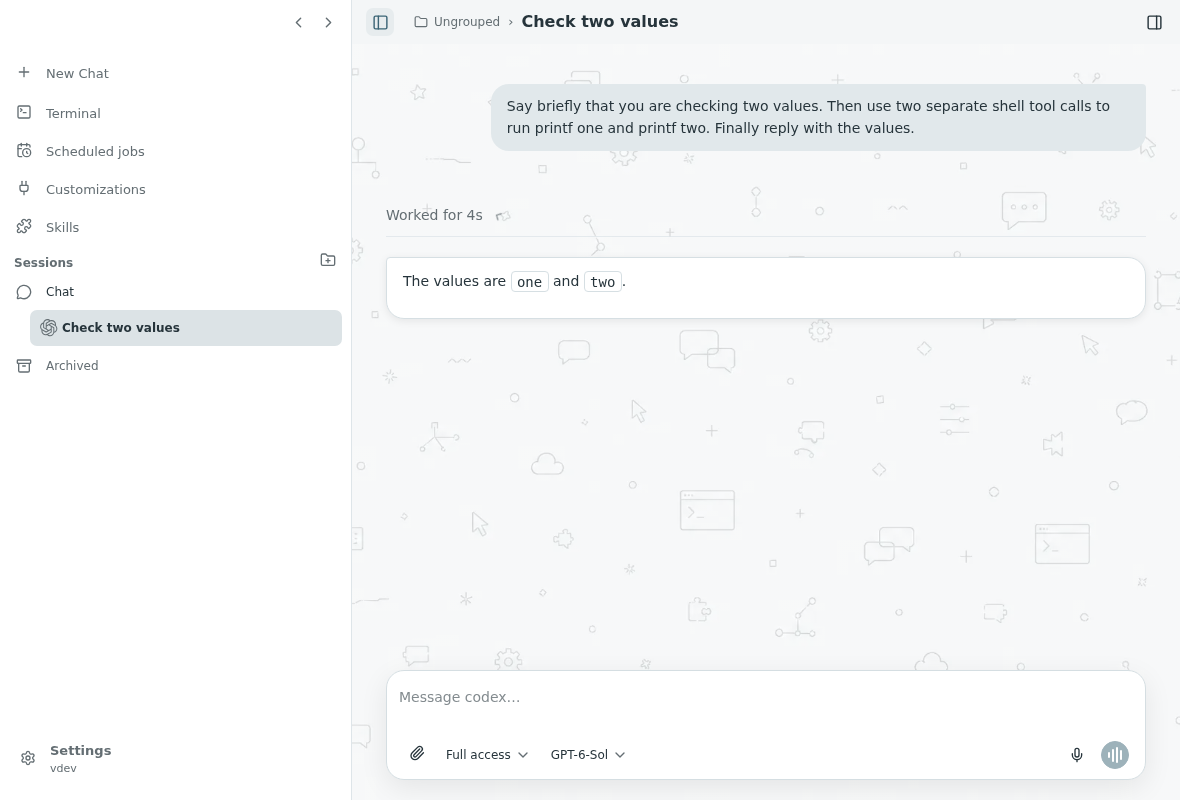 Ungrouped › Check two values
New Chat
Terminal
Scheduled jobs
Customizations
Skills
Sessions
Chat
Check two values
Archived
Settings
vdev
Say briefly that you are checking two values. Then use two separate shell tool calls to
run printf one and printf two. Finally reply with the values.
Worked for 4s
The values are one and two.
Message codex...
Full access
GPT-6-Sol